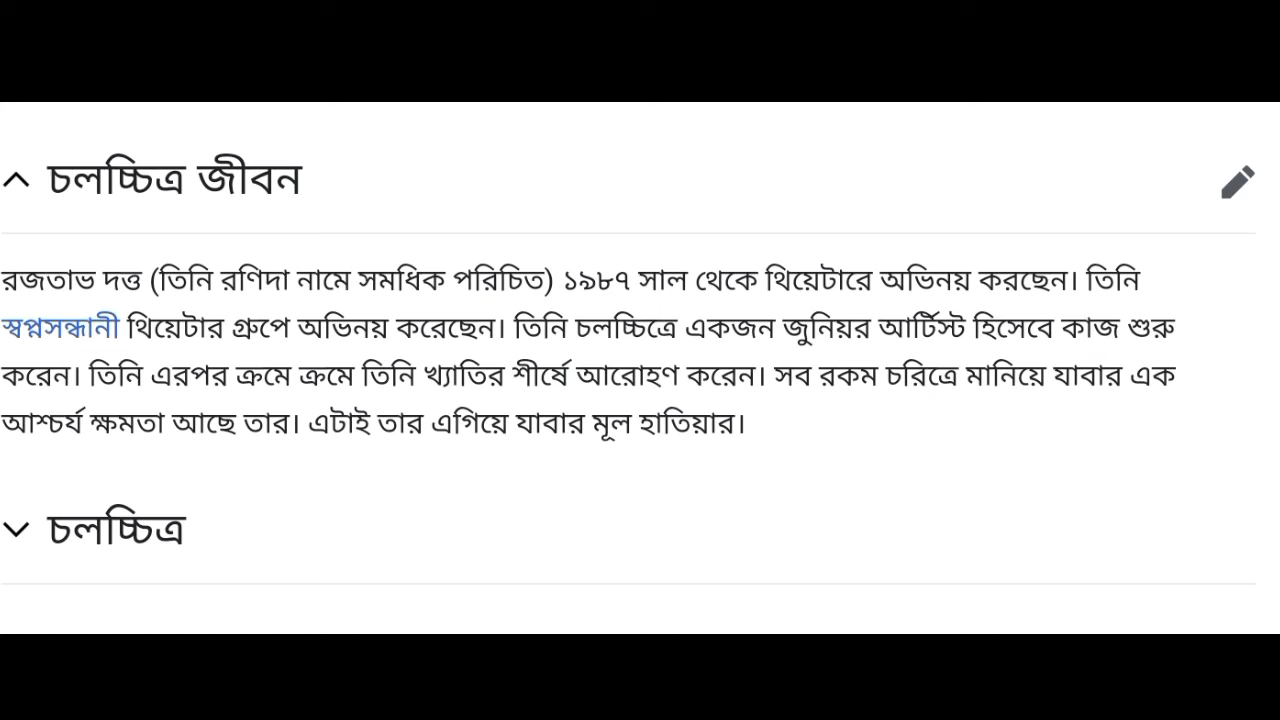 চলচ্চিত্র জীবন
রজতাভ দত্ত (তিনি রণিদা নামে সমধিক পরিচিত) ১৯৮৭ সাল থেকে থিয়েটারে অভিনয় করছেন। তিনি
স্বপ্নসন্ধানী থিয়েটার গ্রুপে অভিনয় করেছেন। তিনি চলচ্চিত্রে একজন জুনিয়র আর্টিস্ট হিসেবে কাজ শুরু
করেন। তিনি এরপর ক্রমে ক্রমে তিনি খ্যাতির শীর্ষে আরোহণ করেন। সব রকম চরিত্রে মানিয়ে যাবার এক
আশ্চর্য ক্ষমতা আছে তার। এটাই তার এগিয়ে যাবার মূল হাতিয়ার।
চলচ্চিত্র